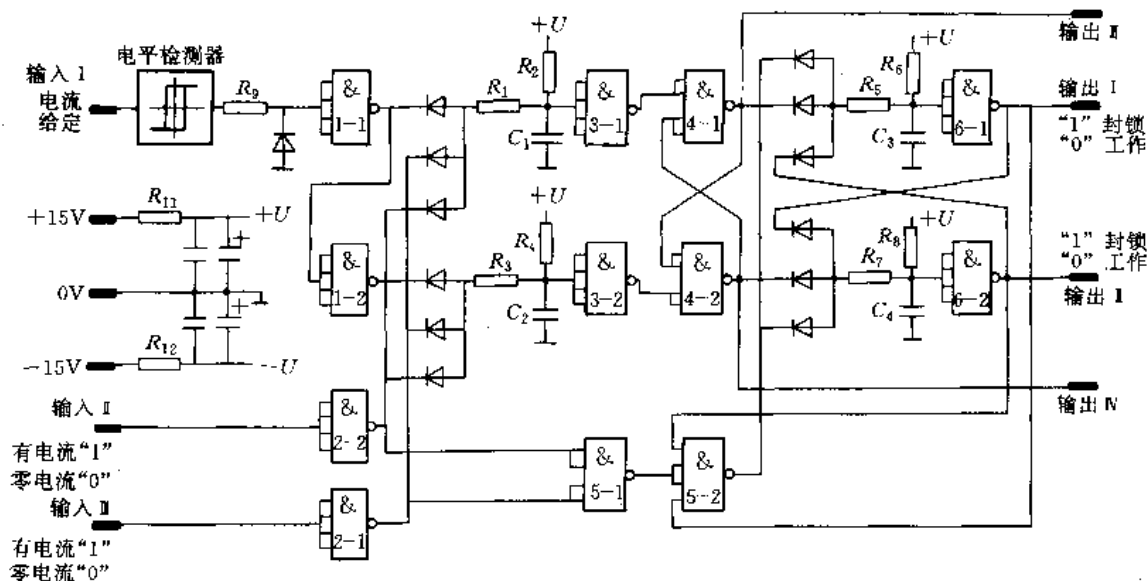 +U
+U
输出 Ⅲ
电平检测器
输入 I
电流
给定
R9
&
1-1
R1
R2
C1
&
3-1
&
4-1
R5
R6
C3
&
6-1
输出 I
“1”封锁
“0”工作
+15V
R11
+U
0V
-15V
R12
-U
&
1-2
R3
R4
+U
C2
&
3-2
&
4-2
R7
R8
+U
C4
&
6-2
“1”封锁
“0”工作
输出 Ⅱ
输出 Ⅳ
输入 Ⅱ
有电流“1”
零电流“0”
&
2-2
&
5-1
&
5-2
输入 Ⅲ
有电流“1”
零电流“0”
&
2-1